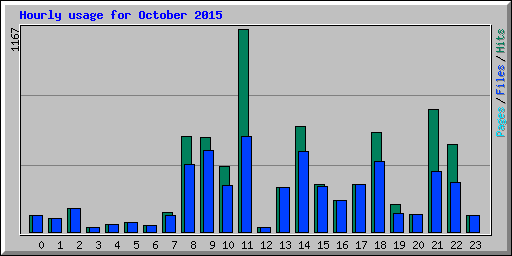 Hourly usage for October 2015
1167
Pages/Files/Hits
0 1 2 3 4 5 6 7 8 9 10 11 12 13 14 15 16 17 18 19 20 21 22 23